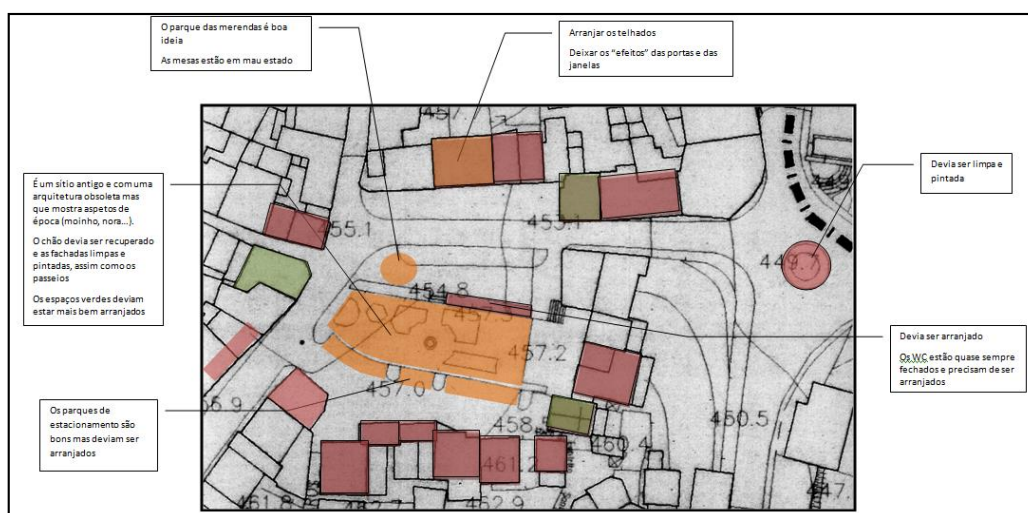 O parque das merendas é boa
ideia
As mesas estão em mau estado
Arranjar os telhados
Deixar os "efeitos" das portas e das
janelas
É um sítio antigo e com uma
arquitetura obsoleta mas
que mostra aspetos de
época (moinho, nora...).
O chão devia ser recuperado
e as fachadas limpas e
pintadas, assim como os
passeios
Os espaços verdes deviam
estar mais bem arranjados
Devia ser limpa e
pintada
Devia ser arranjado
Os WC estão quase sempre
fechados e precisam de ser
arranjados
Os parques de
estacionamento são
bons mas deviam ser
arranjados
455.1
453.1
449.7
454.8
457.3
457.2
457.0
458.5
450.5
460.4
461.2
461.8
462.9
447.